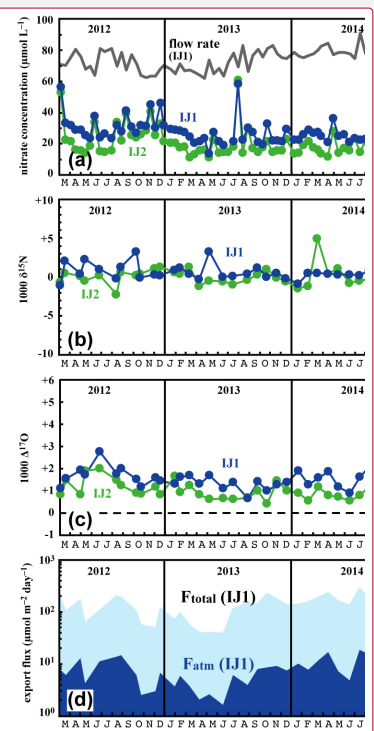 2012 2013 2014
100
80
60
40
20
0
nitrate concentration (μmol L⁻¹)
flow rate
(IJ1)
IJ1
IJ2
(a)
M A M J J A S O N D J F M A M J J A S O N D J F M A M J J
2012 2013 2014
+10
+5
0
-5
-10
1000 δ¹⁵N
IJ1
IJ2
(b)
M A M J J A S O N D J F M A M J J A S O N D J F M A M J J
2012 2013 2014
+6
+5
+4
+3
+2
+1
0
-1
1000 Δ¹⁷O
IJ1
IJ2
(c)
M A M J J A S O N D J F M A M J J A S O N D J F M A M J J
2012 2013 2014
10³
10²
10¹
10⁰
export flux (μmol m⁻² day⁻¹)
Ftotal (IJ1)
Fatm (IJ1)
(d)
M A M J J A S O N D J F M A M J J A S O N D J F M A M J J